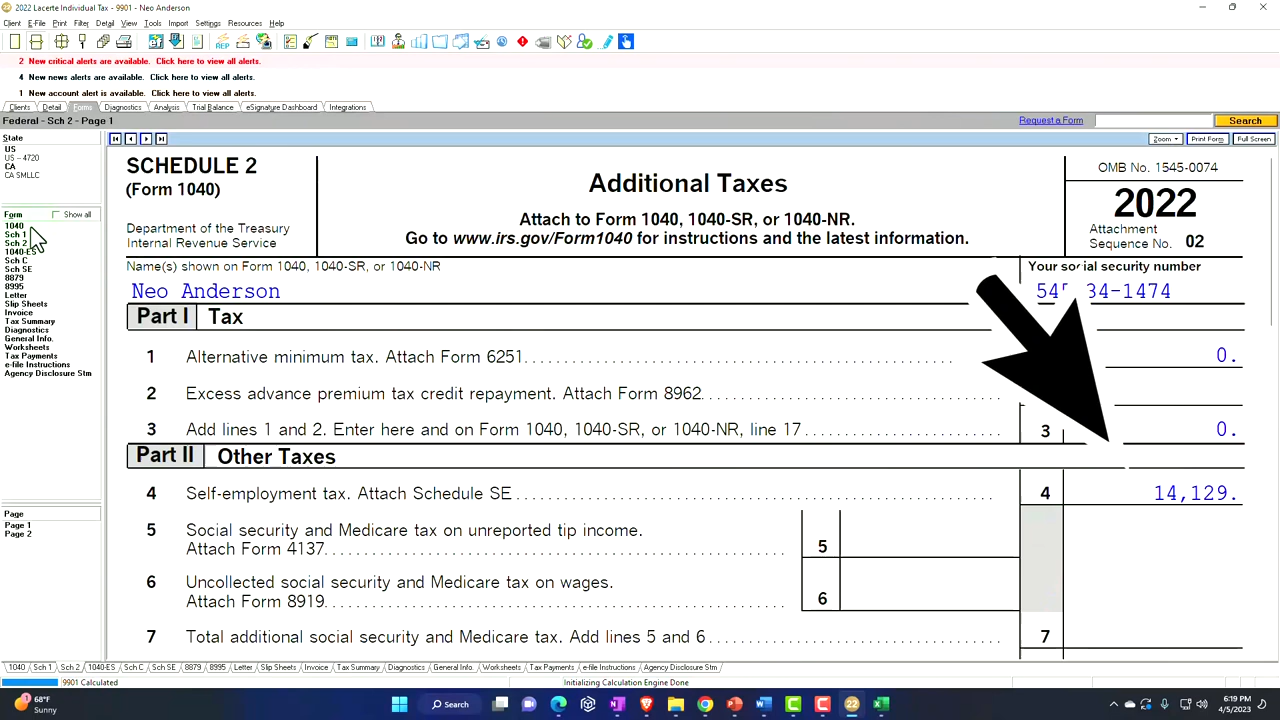 2022 Lacerte Individual Tax - 9901 - Neo Anderson
Client E-File Print Filter Detail View Tools Import Settings Resources Help
2 New critical alerts are available. Click here to view all alerts.
4 New news alerts are available. Click here to view all alerts.
1 New account alert is available. Click here to view all alerts.
Clients Detail Forms Diagnostics Analysis Trial Balance eSignature Dashboard Integrations
Federal - Sch 2 - Page 1 Request a Form Search
State
US
US - 4720
CA
CA SMLLC
Zoom Print Form Full Screen
Form Show all
1040
Sch 1
Sch 2
1040-ES
Sch C
Sch SE
8879
8995
Letter
Slip Sheets
Invoice
Tax Summary
Diagnostics
General Info.
Worksheets
Tax Payments
e-file Instructions
Agency Disclosure Stm
Page
Page 1
Page 2
SCHEDULE 2
(Form 1040)
Department of the Treasury
Internal Revenue Service
Additional Taxes
Attach to Form 1040, 1040-SR, or 1040-NR.
Go to www.irs.gov/Form1040 for instructions and the latest information.
OMB No. 1545-0074
2022
Attachment
Sequence No. 02
Name(s) shown on Form 1040, 1040-SR, or 1040-NR Your social security number
Neo Anderson 34-1474
Part I Tax
1 Alternative minimum tax. Attach Form 6251 0.
2 Excess advance premium tax credit repayment. Attach Form 8962
3 Add lines 1 and 2. Enter here and on Form 1040, 1040-SR, or 1040-NR, line 17 3 0.
Part II Other Taxes
4 Self-employment tax. Attach Schedule SE 4 14,129.
5 Social security and Medicare tax on unreported tip income.
Attach Form 4137 5
6 Uncollected social security and Medicare tax on wages.
Attach Form 8919 6
7 Total additional social security and Medicare tax. Add lines 5 and 6 7
1040 Sch 1 Sch 2 1040-ES Sch C Sch SE 8879 8995 Letter Slip Sheets Invoice Tax Summary Diagnostics General Info. Worksheets Tax Payments e-file Instructions Agency Disclosure Stm
9901 Calculated Initializing Calculation Engine Done
68°F
Sunny
Search
6:19 PM
4/5/2023